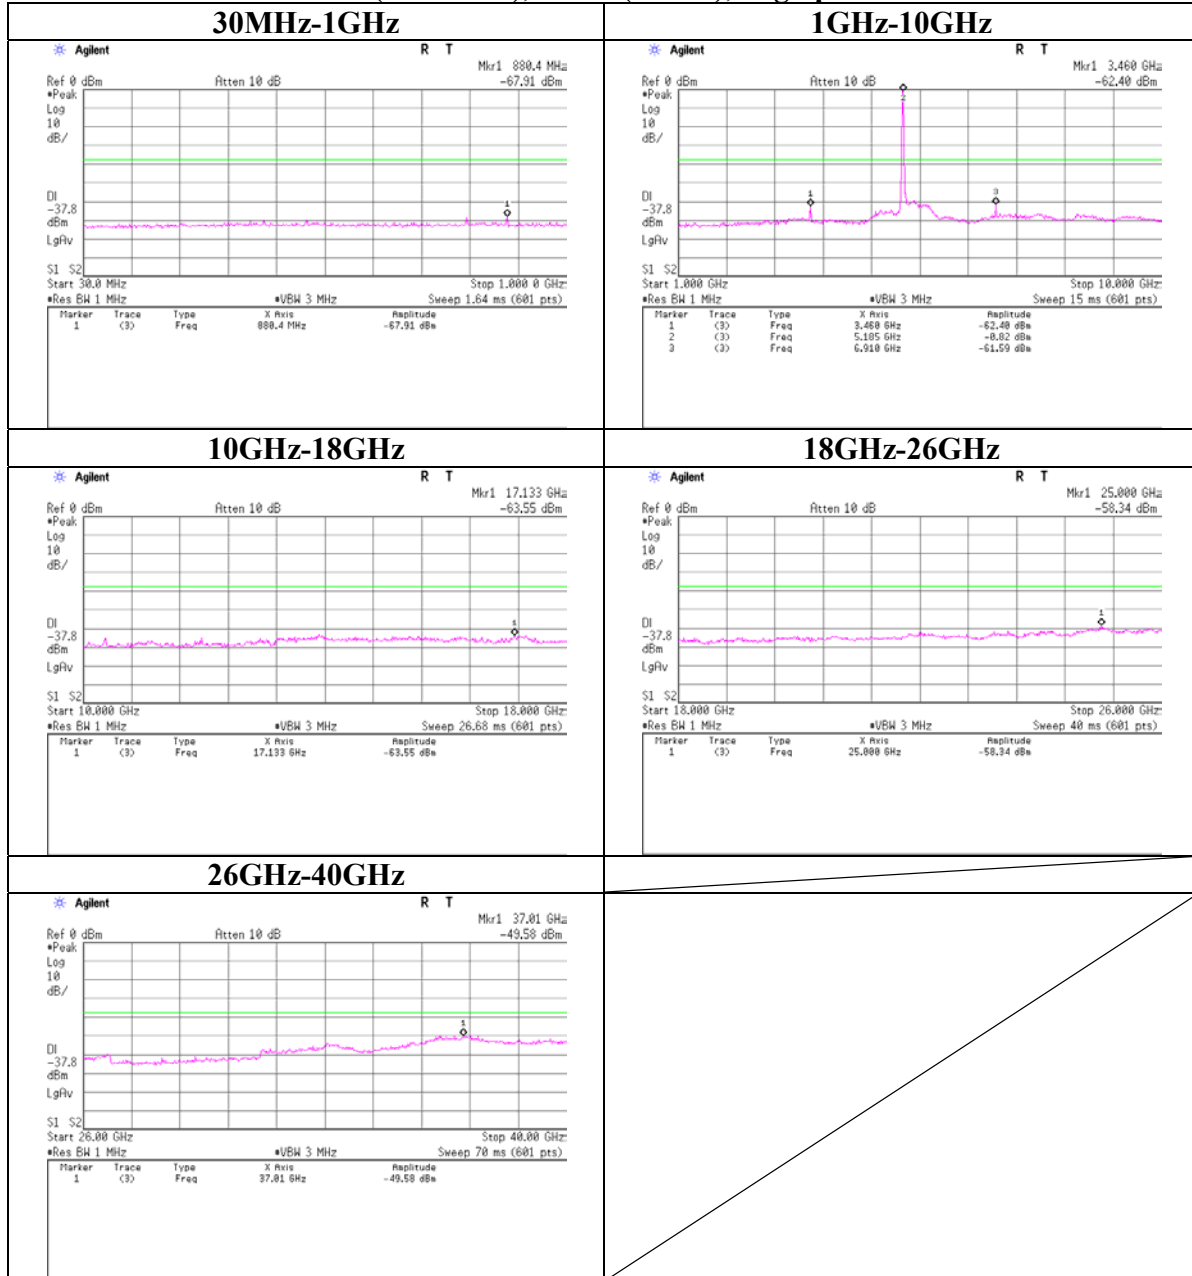 30MHz-1GHz
Agilent R T
Mkr1 880.4 MHz
Ref 0 dBm Atten 10 dB -67.91 dBm
*Peak
Log
10
dB/
1
DI
-37.8
dBm
LgAv
S1 S2
Start 30.0 MHz Stop 1.000 0 GHz
*Res BW 1 MHz *VBW 3 MHz Sweep 1.64 ms (601 pts)
Marker Trace Type X Axis Amplitude
1 (3) Freq 880.4 MHz -67.91 dBm
1GHz-10GHz
Agilent R T
Mkr1 3.460 GHz
Ref 0 dBm Atten 10 dB -62.40 dBm
*Peak
Log
10
dB/
2
1
3
DI
-37.8
dBm
LgAv
S1 S2
Start 1.000 GHz Stop 10.000 GHz
*Res BW 1 MHz *VBW 3 MHz Sweep 15 ms (601 pts)
Marker Trace Type X Axis Amplitude
1 (3) Freq 3.460 GHz -62.40 dBm
2 (3) Freq 5.185 GHz -0.82 dBm
3 (3) Freq 6.910 GHz -61.59 dBm
10GHz-18GHz
Agilent R T
Mkr1 17.133 GHz
Ref 0 dBm Atten 10 dB -63.55 dBm
*Peak
Log
10
dB/
1
DI
-37.8
dBm
LgAv
S1 S2
Start 10.000 GHz Stop 18.000 GHz
*Res BW 1 MHz *VBW 3 MHz Sweep 26.68 ms (601 pts)
Marker Trace Type X Axis Amplitude
1 (3) Freq 17.133 GHz -63.55 dBm
18GHz-26GHz
Agilent R T
Mkr1 25.000 GHz
Ref 0 dBm Atten 10 dB -58.34 dBm
*Peak
Log
10
dB/
1
DI
-37.8
dBm
LgAv
S1 S2
Start 18.000 GHz Stop 26.000 GHz
*Res BW 1 MHz *VBW 3 MHz Sweep 40 ms (601 pts)
Marker Trace Type X Axis Amplitude
1 (3) Freq 25.000 GHz -58.34 dBm
26GHz-40GHz
Agilent R T
Mkr1 37.01 GHz
Ref 0 dBm Atten 10 dB -49.58 dBm
*Peak
Log
10
dB/
1
DI
-37.8
dBm
LgAv
S1 S2
Start 26.00 GHz Stop 40.00 GHz
*Res BW 1 MHz *VBW 3 MHz Sweep 70 ms (601 pts)
Marker Trace Type X Axis Amplitude
1 (3) Freq 37.01 GHz -49.58 dBm